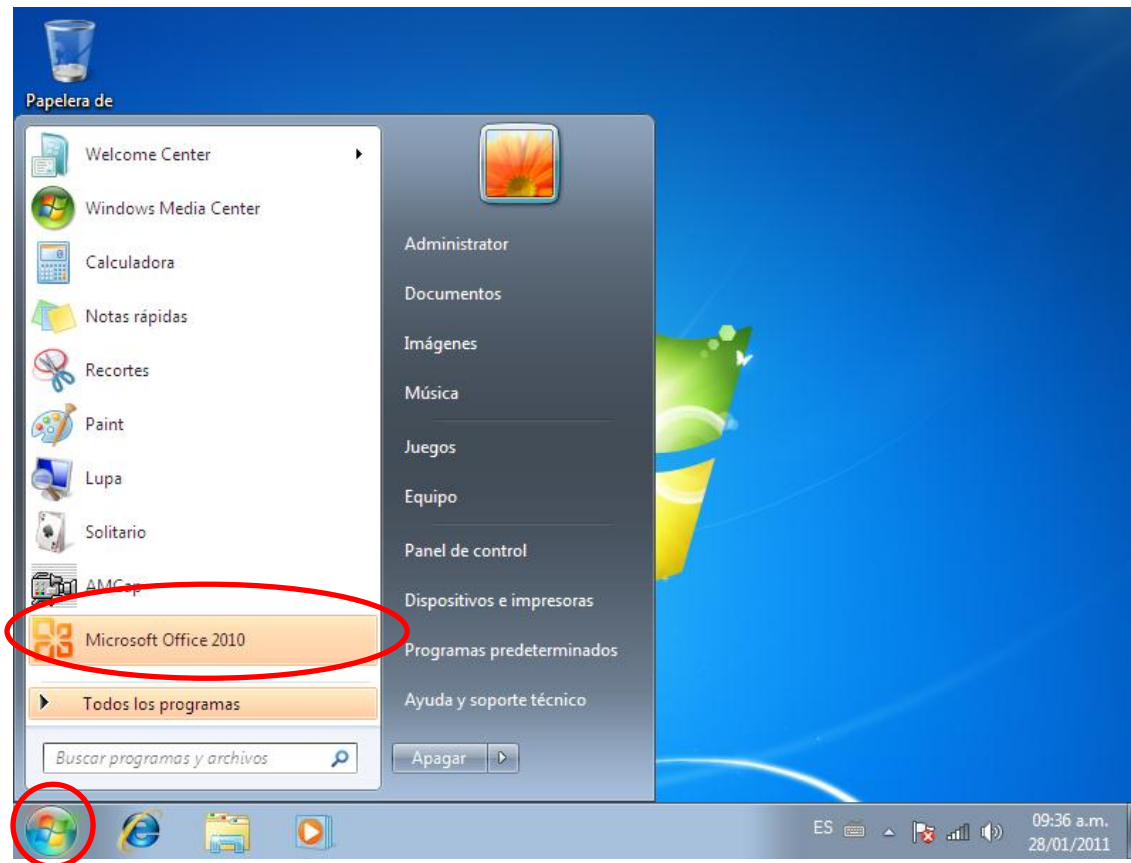 Papelera de
Welcome Center
Windows Media Center
Calculadora
Notas rápidas
Recortes
Paint
Lupa
Solitario
AMCap
Microsoft Office 2010
Todos los programas
Buscar programas y archivos
Administrator
Documentos
Imágenes
Música
Juegos
Equipo
Panel de control
Dispositivos e impresoras
Programas predeterminados
Ayuda y soporte técnico
Apagar
ES
09:36 a.m.
28/01/2011